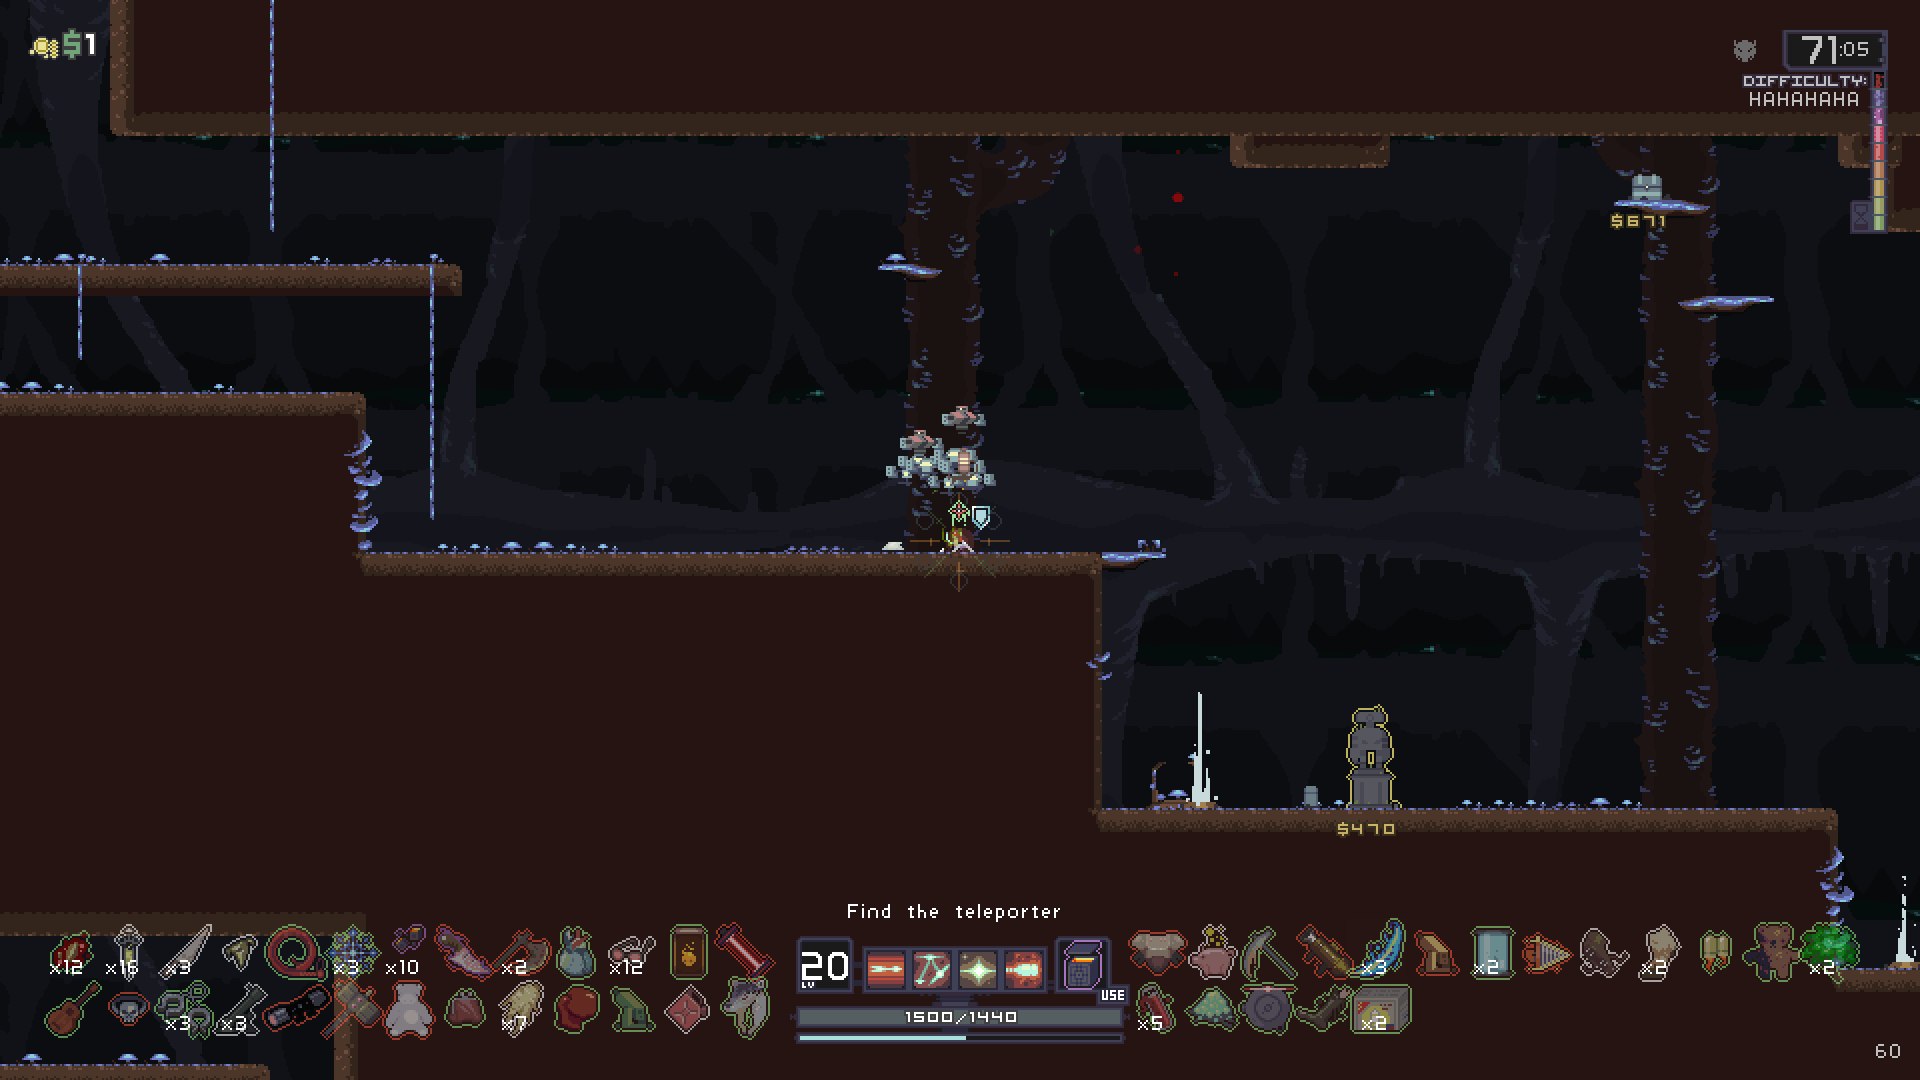 $1
71:05
DIFFICULTY:
HAHAHAHA
$671
$470
Find the teleporter
x12 x16 x3 x3 x10 x2 x12
20
LV
USE
x3 x2 x2 x2
x3 x3 x7
1500/1440
x5 x2
60